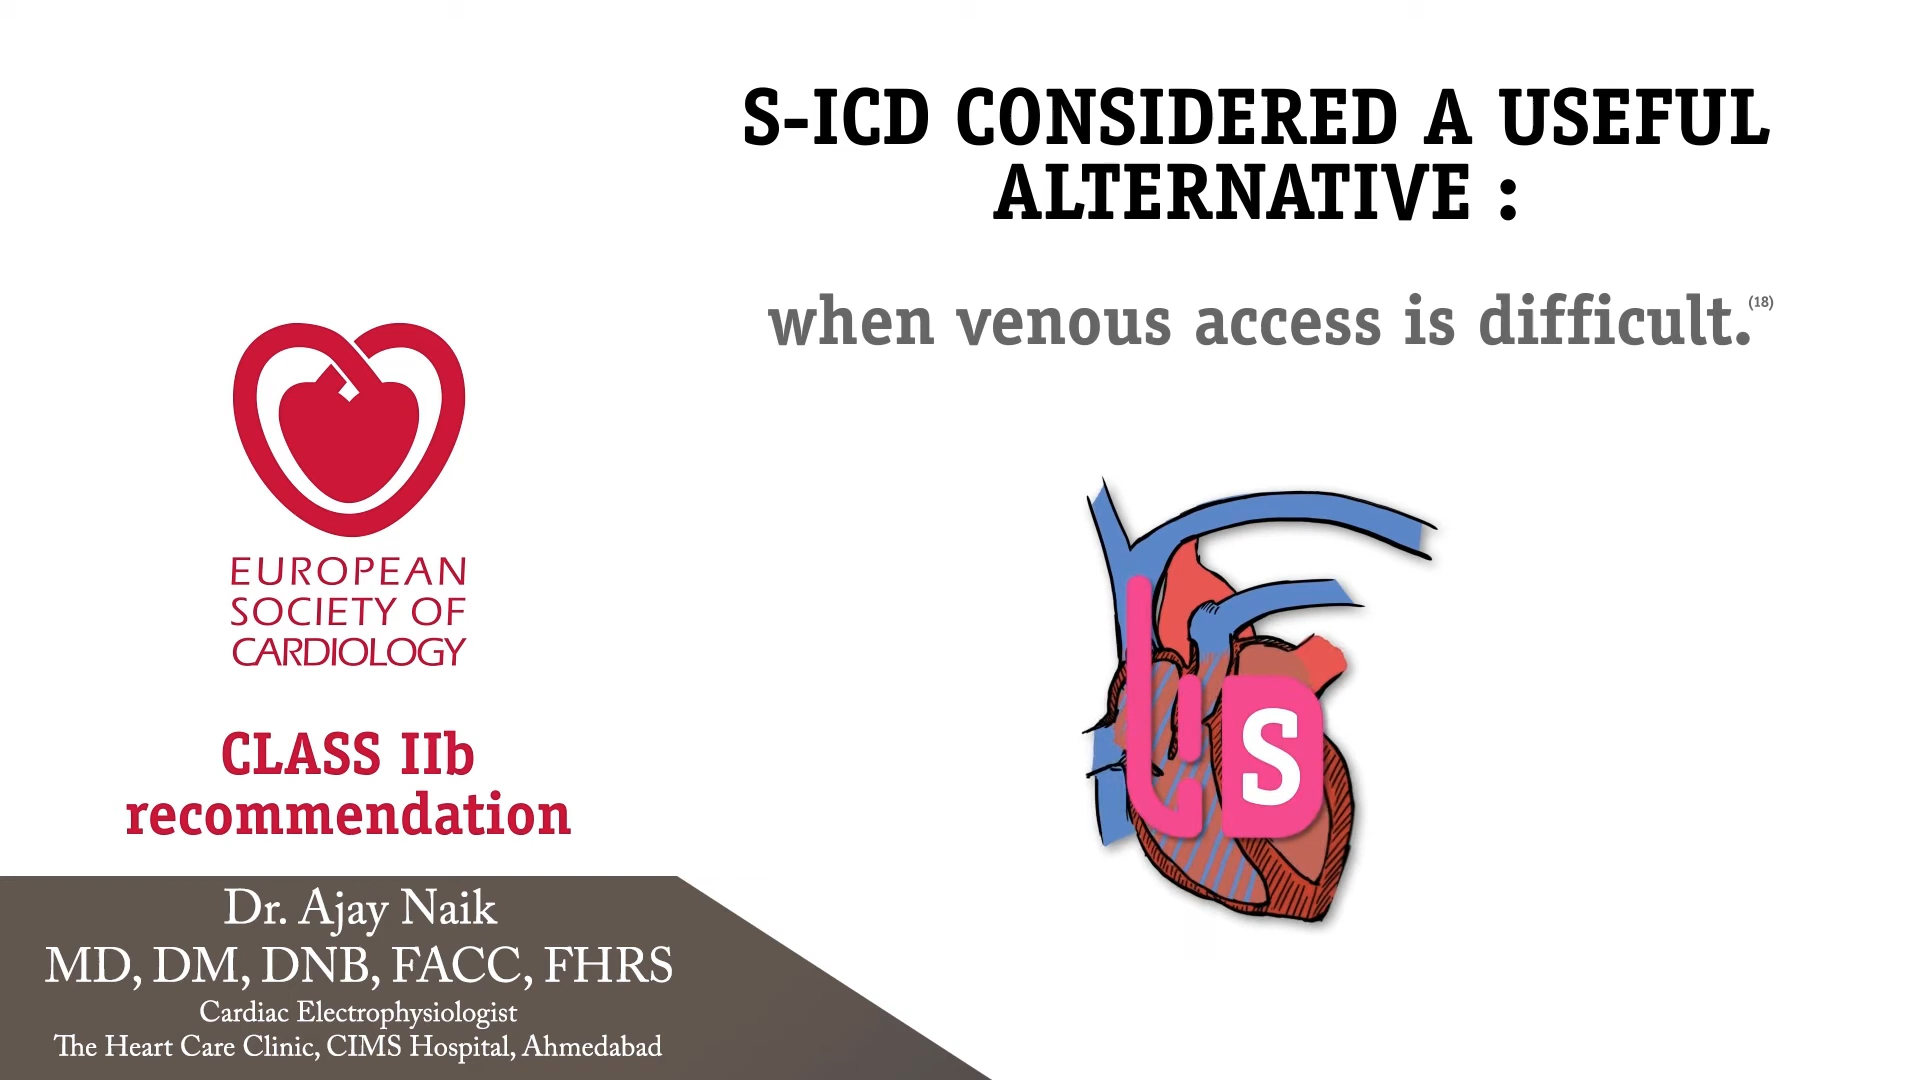 S-ICD CONSIDERED A USEFUL
ALTERNATIVE :
when venous access is difficult.(18)
EUROPEAN
SOCIETY OF
CARDIOLOGY
CLASS IIb
recommendation
S
Dr. Ajay Naik
MD, DM, DNB, FACC, FHRS
Cardiac Electrophysiologist
The Heart Care Clinic, CIMS Hospital, Ahmedabad